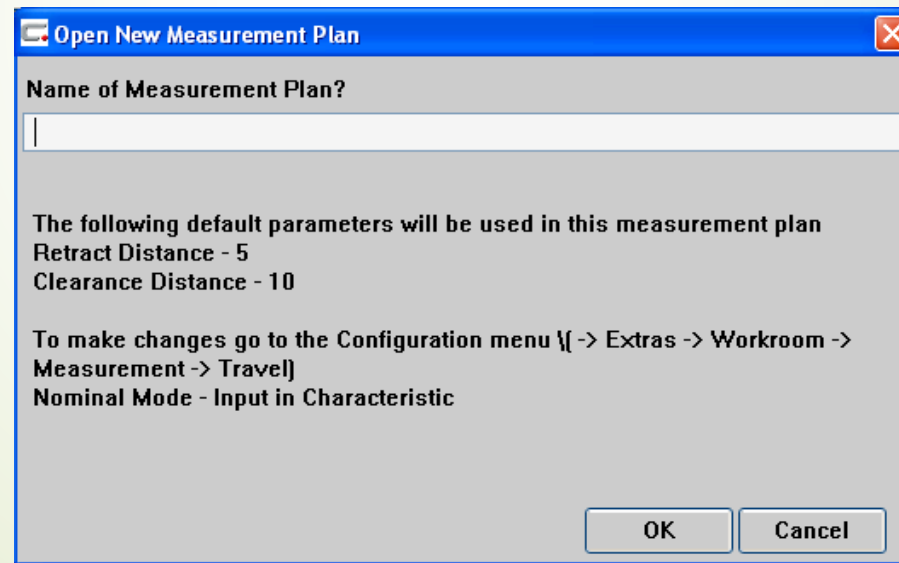 Open New Measurement Plan
Name of Measurement Plan?
The following default parameters will be used in this measurement plan
Retract Distance - 5
Clearance Distance - 10
To make changes go to the Configuration menu \( -> Extras -> Workroom ->
Measurement -> Travel)
Nominal Mode - Input in Characteristic
OK Cancel